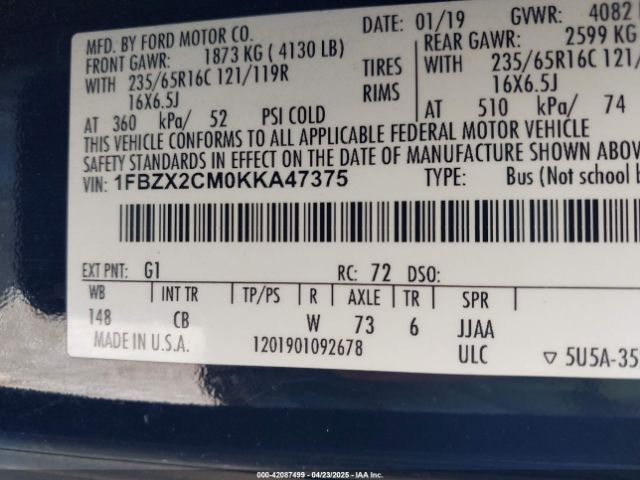 MFD. BY FORD MOTOR CO.
DATE: 01/19 GVWR: 4082
FRONT GAWR: 1873 KG ( 4130 LB)
REAR GAWR: 2599 KG
WITH 235/65R16C 121/119R TIRES WITH 235/65R16C 121/
16X6.5J RIMS 16X6.5J
AT 360 kPa/ 52 PSI COLD AT 510 kPa/ 74
THIS VEHICLE CONFORMS TO ALL APPLICABLE FEDERAL MOTOR VEHICLE
SAFETY STANDARDS IN EFFECT ON THE DATE OF MANUFACTURE SHOWN ABOV
VIN: 1FBZX2CM0KKA47375 TYPE: Bus (Not schoo
EXT PNT: G1 RC: 72 DSO:
WB INT TR TP/PS R AXLE TR SPR
148 CB W 73 6 JJAA
MADE IN U.S.A. 1201901092678 ULC ▽ 5U5A-35
000-42087499 - 04/23/2025 - IAA Inc.